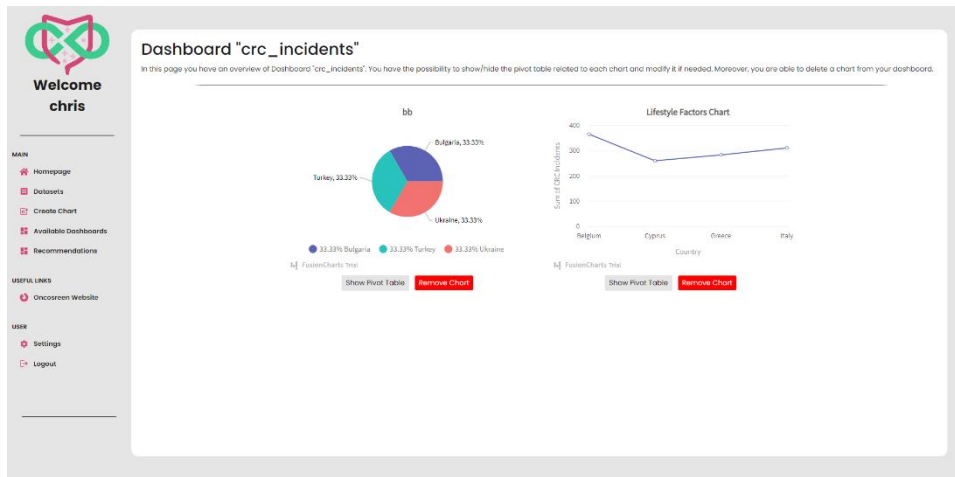 Welcome
chris
MAIN
Homepage
Datasets
Create Chart
Available Dashboards
Recommendations
USEFUL LINKS
Oncosreen Website
USER
Settings
Logout
Dashboard "crc_incidents"
In this page you have an overview of Dashboard "crc_incidents". You have the possibility to show/hide the pivot table related to each chart and modify it if needed. Moreover, you are able to delete a chart from your dashboard.
bb
Bulgaria, 33.33%
Turkey, 33.33%
Ukraine, 33.33%
33.33% Bulgaria 33.33% Turkey 33.33% Ukraine
FusionCharts Trial
Show Pivot Table Remove Chart
Lifestyle Factors Chart
Sum of CRC Incidents
400
300
200
100
0
Belgium Cyprus Greece Italy
Country
FusionCharts Trial
Show Pivot Table Remove Chart